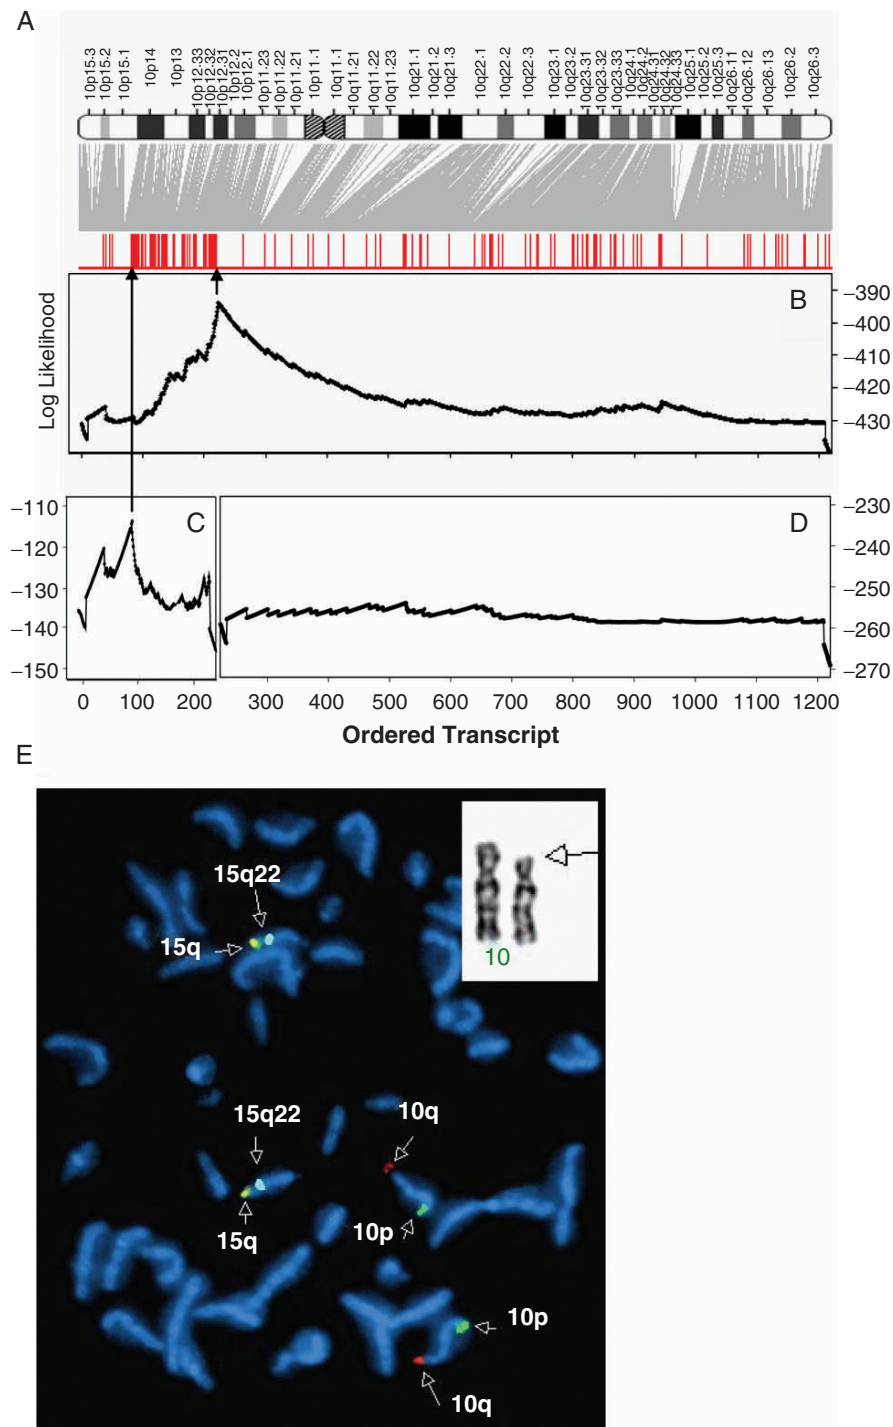 A
10p15.3
10p15.2
10p15.1
10p14
10p13
10p12.33
10p12.32
10p12.31
10p12.2
10p12.1
10p11.23
10p11.22
10p11.21
10p11.1
10q11.1
10q11.21
10q11.22
10q11.23
10q21.1
10q21.2
10q21.3
10q22.1
10q22.2
10q22.3
10q23.1
10q23.2
10q23.31
10q23.32
10q23.33
10q24.1
10q24.2
10q24.31
10q24.32
10q24.33
10q25.1
10q25.2
10q25.3
10q26.11
10q26.12
10q26.13
10q26.2
10q26.3
B
Log Likelihood
–390
–400
–410
–420
–430
C
–110
–120
–130
–140
–150
D
–230
–240
–250
–260
–270
0 100 200 300 400 500 600 700 800 900 1000 1100 1200
Ordered Transcript
E
10
15q22
15q
15q22
10q
15q
10p
10p
10q